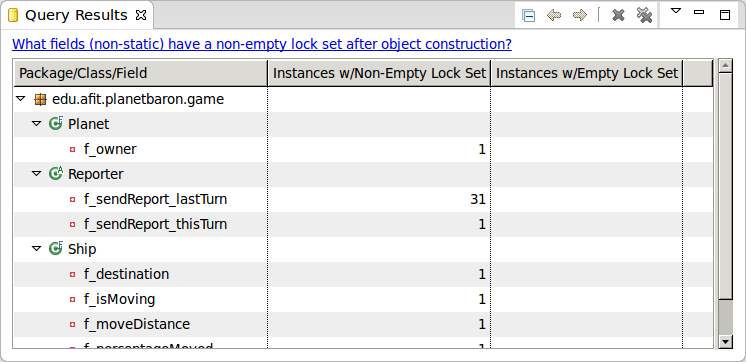 Query Results
What fields (non-static) have a non-empty lock set after object construction?
Package/Class/Field Instances w/Non-Empty Lock Set Instances w/Empty Lock Set
edu.afit.planetbaron.game
Planet
f_owner 1
Reporter
f_sendReport_lastTurn 31
f_sendReport_thisTurn 1
Ship
f_destination 1
f_isMoving 1
f_moveDistance 1
f_percentageMoved 1